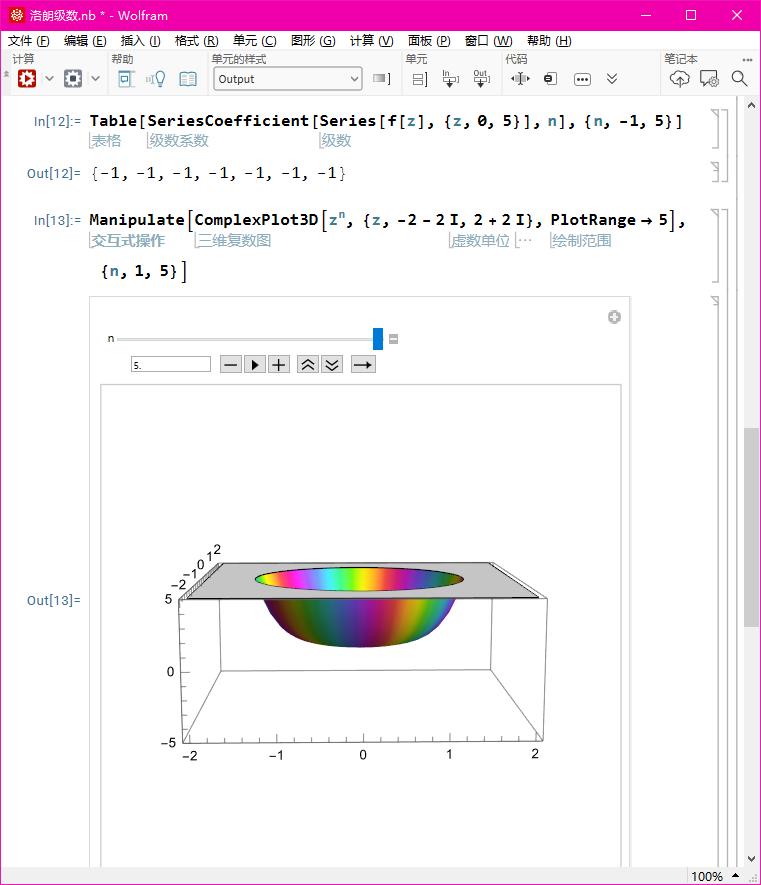 洛朗级数.nb * - Wolfram
文件 (F) 编辑 (E) 插入 (I) 格式 (R) 单元 (C) 图形 (G) 计算 (V) 面板 (P) 窗口 (W) 帮助 (H)
计算 帮助 单元的样式 单元 代码 笔记本
Output In Out
In[12]:= Table[SeriesCoefficient[Series[f[z], {z, 0, 5}], n], {n, -1, 5}]
表格 级数系数 级数
Out[12]= {-1, -1, -1, -1, -1, -1, -1}
In[13]:= Manipulate[ComplexPlot3D[zⁿ, {z, -2 - 2 I, 2 + 2 I}, PlotRange → 5],
交互式操作 三维复数图 虚数单位 ⋯ 绘制范围
{n, 1, 5}]
n
5.
Out[13]=
-2 -1 0 1 2
5
0
-5
-2 -1 0 1 2
100%